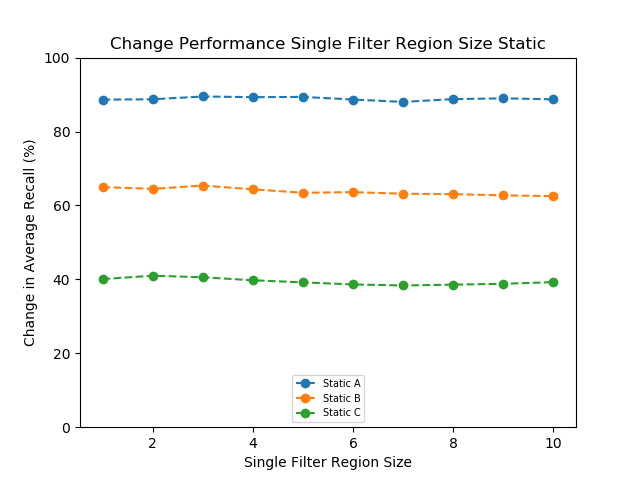 Change Performance Single Filter Region Size Static
Change in Average Recall (%)
100
80
60
40
20
0
2
4
6
8
10
Single Filter Region Size
Static A
Static B
Static C